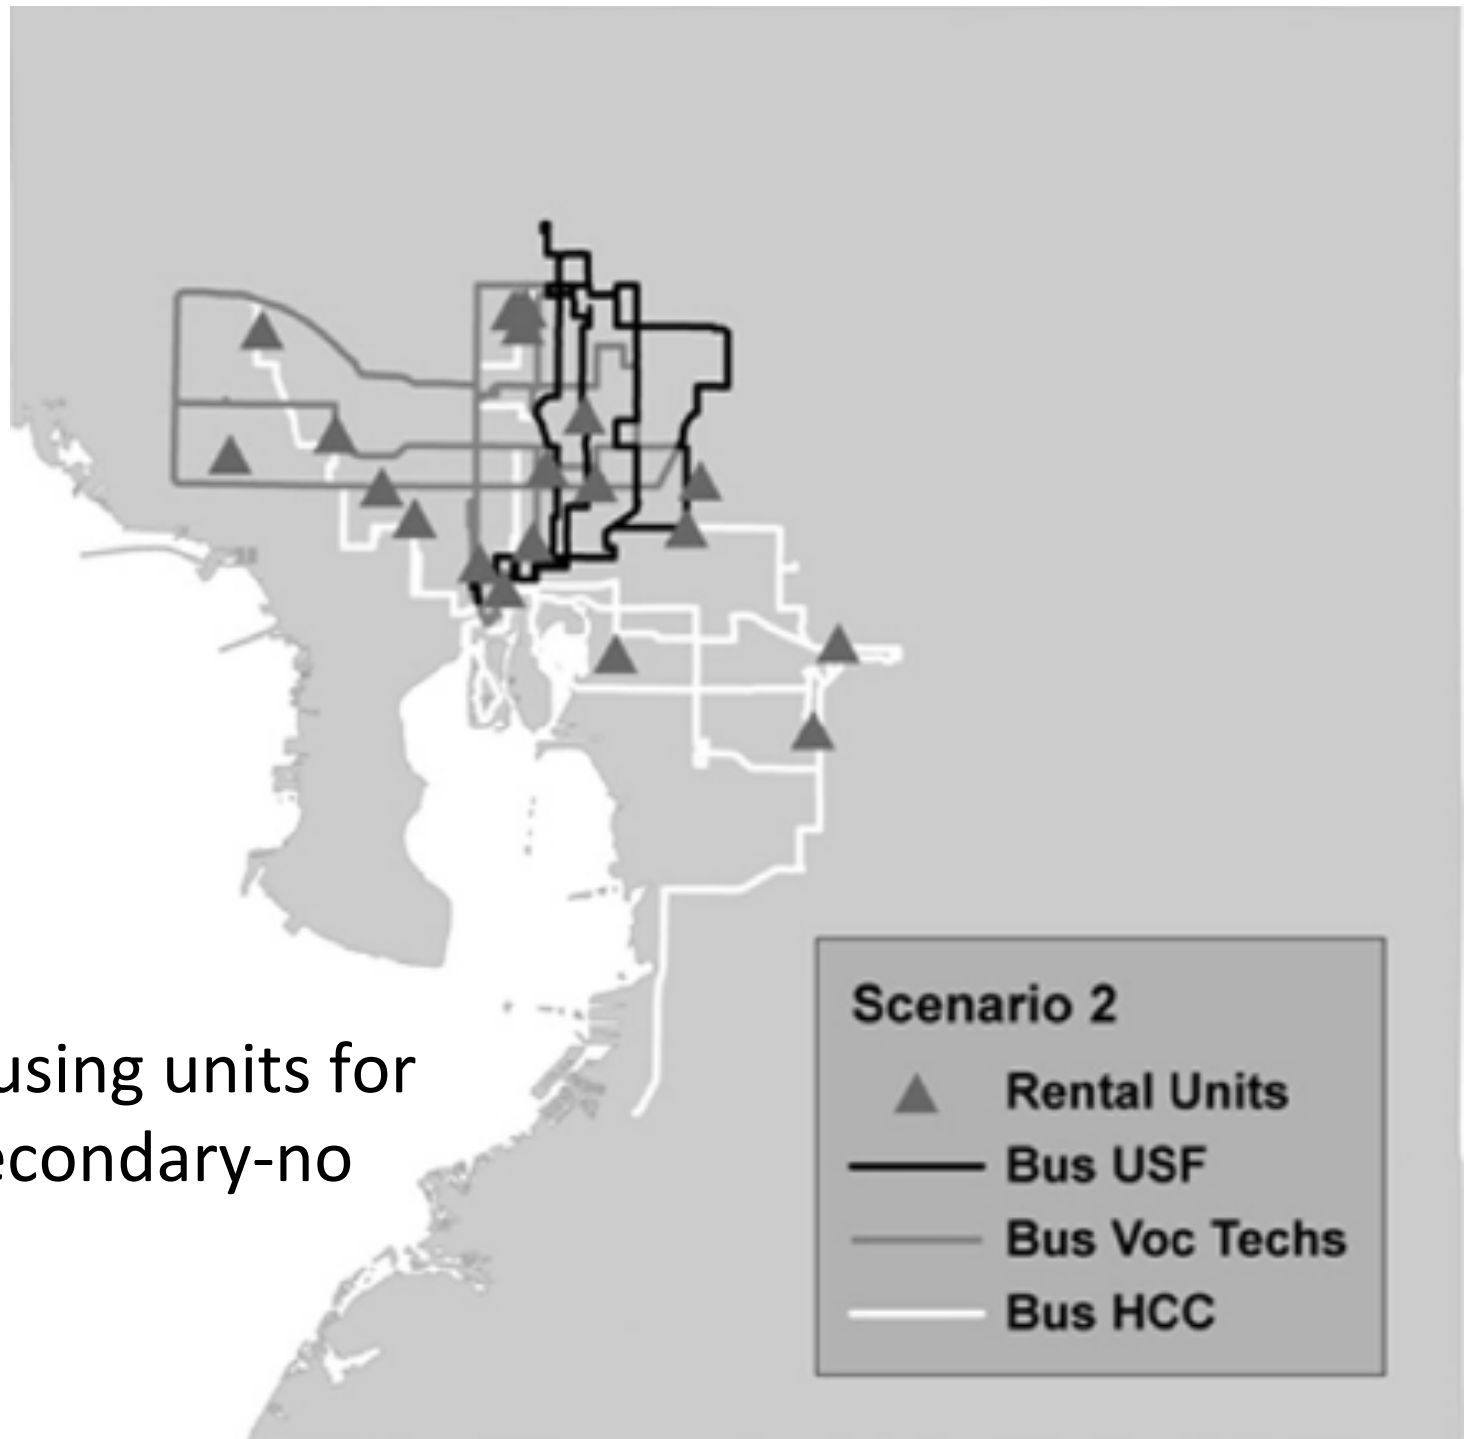 using units for
econdary-no
Scenario 2
Rental Units
Bus USF
Bus Voc Techs
Bus HCC